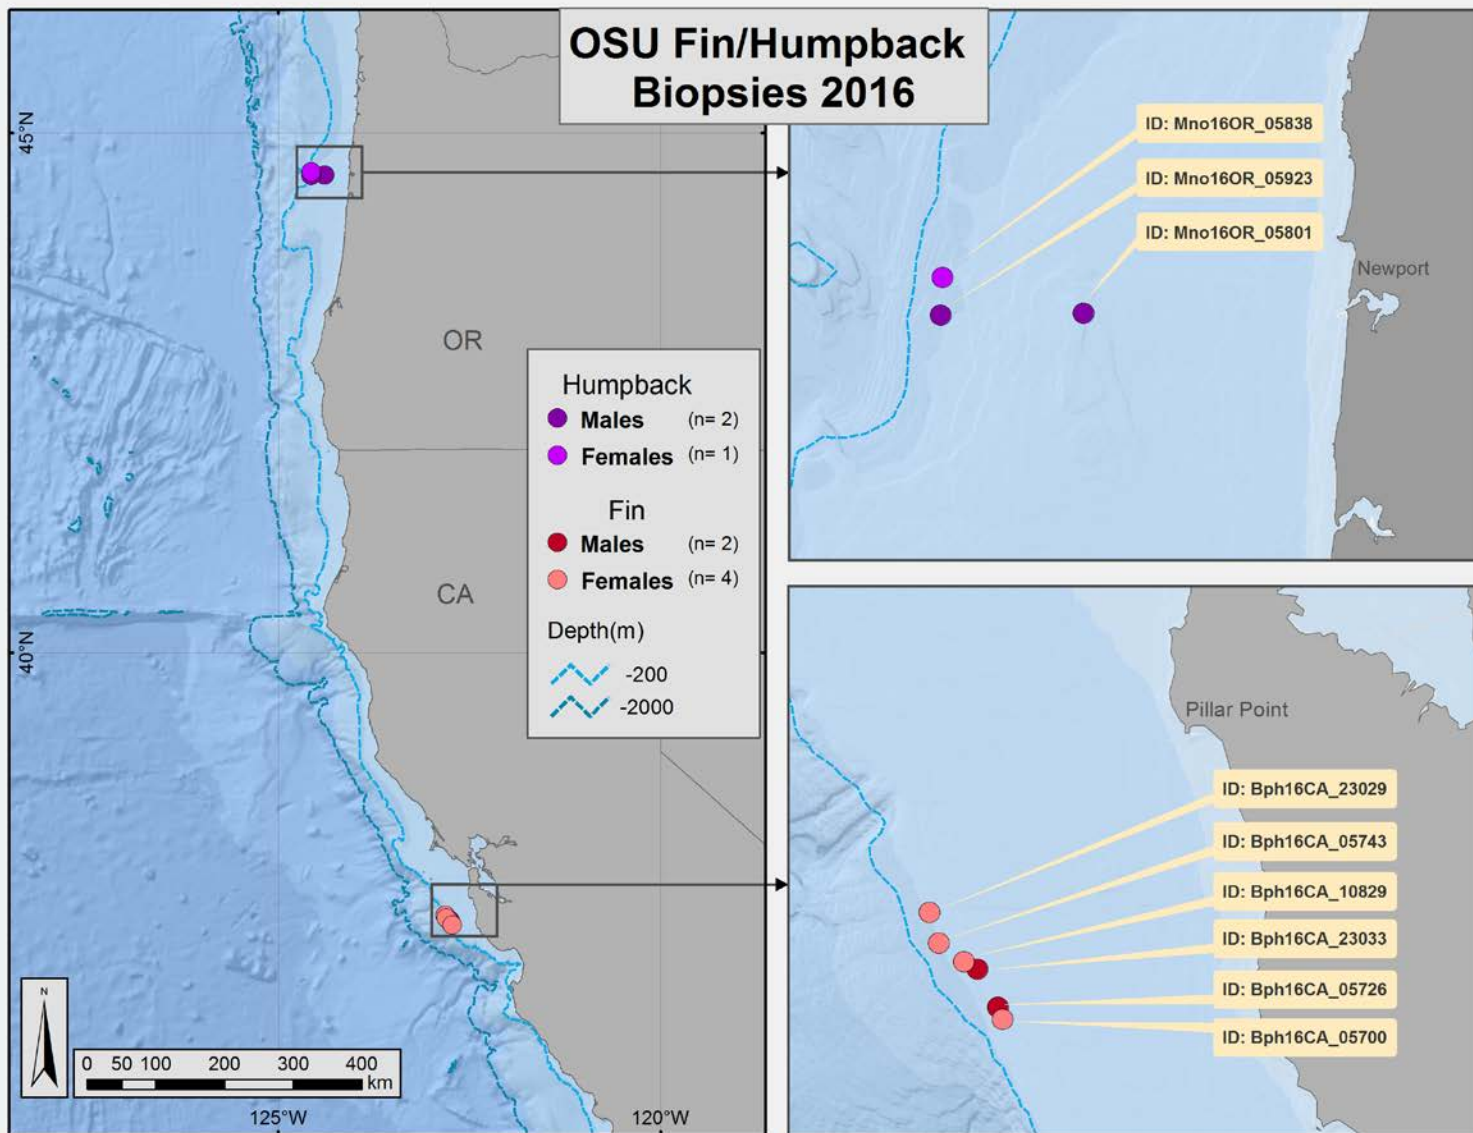 OSU Fin/Humpback
Biopsies 2016
45°N
40°N
125°W
120°W
OR
CA
Humpback
Males (n= 2)
Females (n= 1)
Fin
Males (n= 2)
Females (n= 4)
Depth(m)
-200
-2000
N
0 50 100 200 300 400
km
ID: Mno16OR_05838
ID: Mno16OR_05923
ID: Mno16OR_05801
Newport
Pillar Point
ID: Bph16CA_23029
ID: Bph16CA_05743
ID: Bph16CA_10829
ID: Bph16CA_23033
ID: Bph16CA_05726
ID: Bph16CA_05700